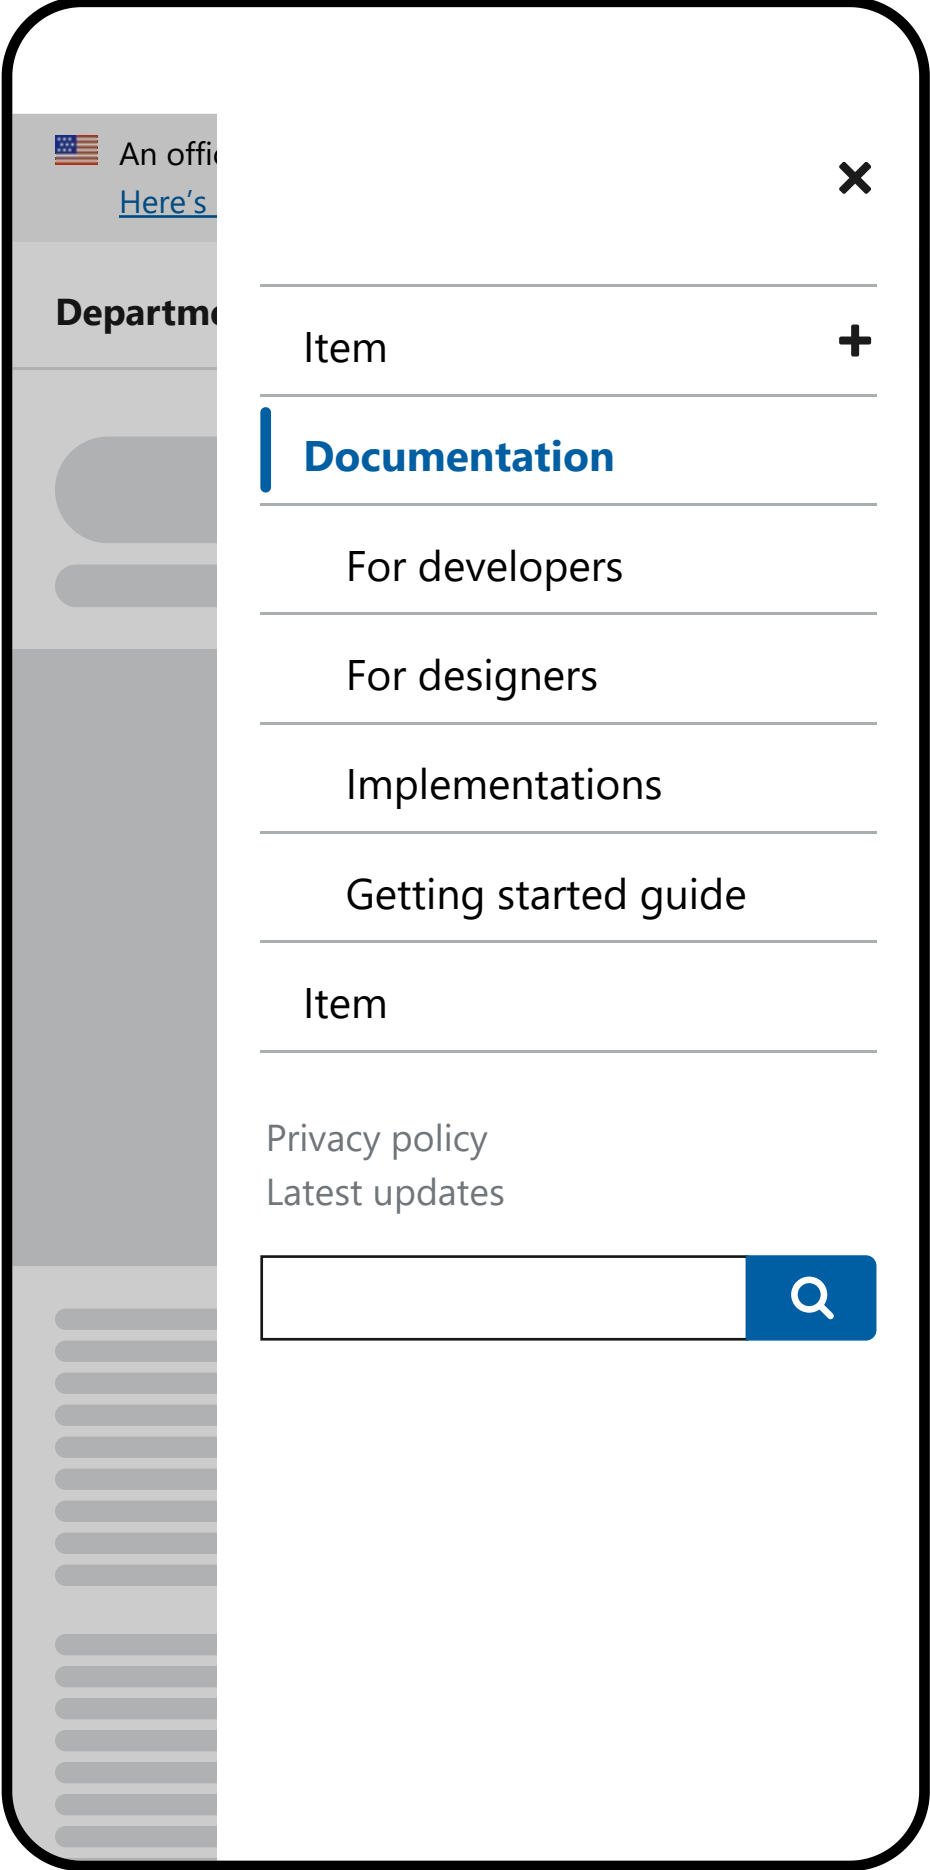 An offi
Here’s
Departm
Item
Documentation
For developers
For designers
Implementations
Getting started guide
Item
Privacy policy
Latest updates